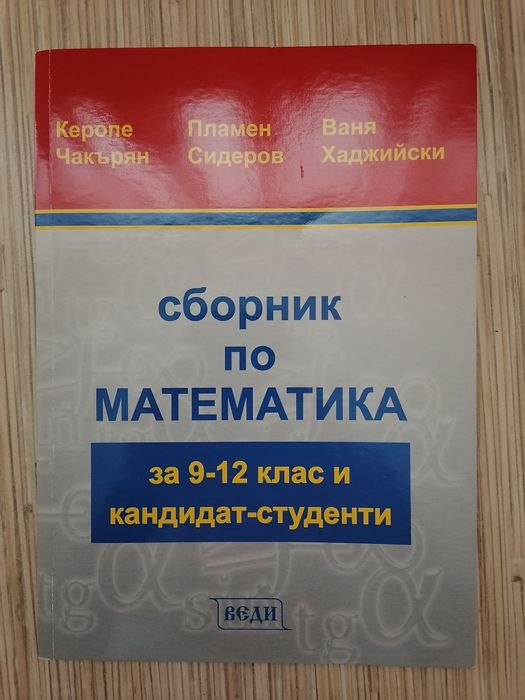 Керопе
Чакърян
Пламен
Сидеров
Ваня
Хаджийски
сборник
по
МАТЕМАТИКА
за 9-12 клас и
кандидат-студенти
ВЕДИ